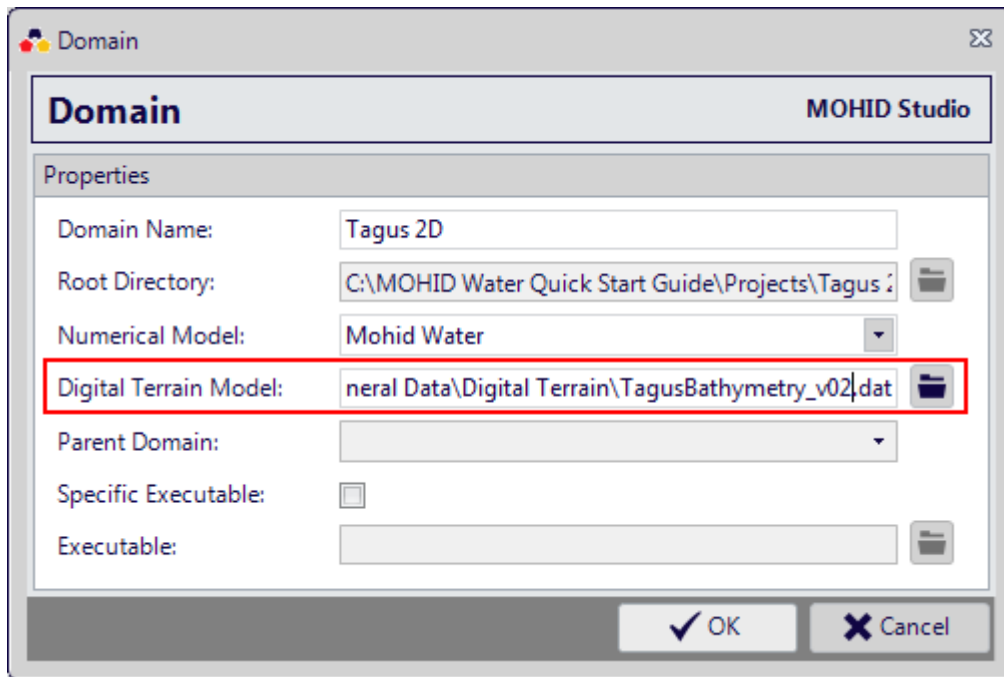 Domain
Domain MOHID Studio
Properties
Domain Name: Tagus 2D
Root Directory: C:\MOHID Water Quick Start Guide\Projects\Tagus 2
Numerical Model: Mohid Water
Digital Terrain Model: neral Data\Digital Terrain\TagusBathymetry_v02.dat
Parent Domain:
Specific Executable:
Executable:
OK Cancel